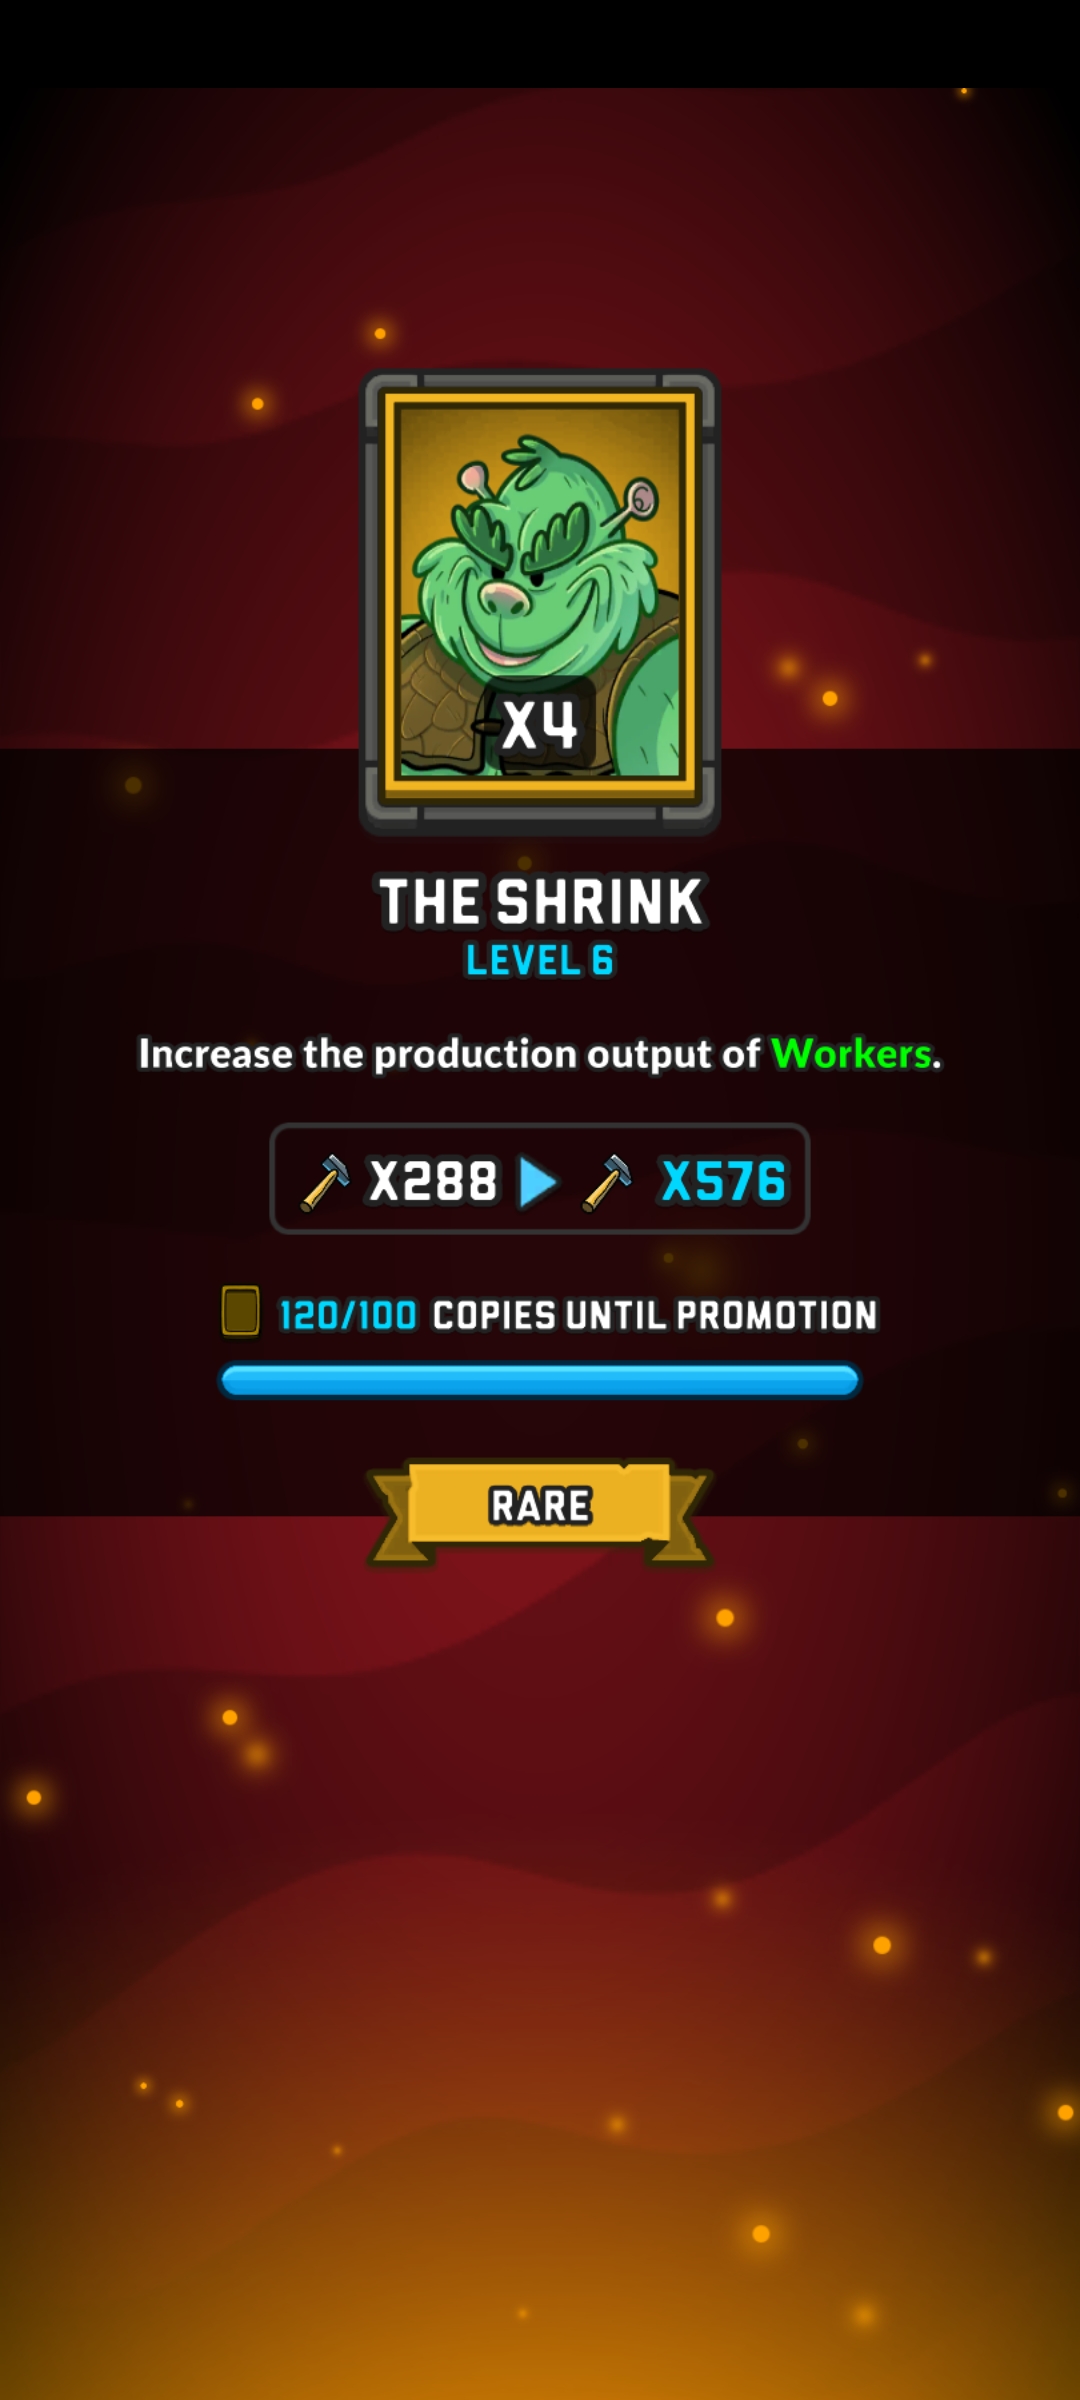 X4
THE SHRINK
LEVEL 6
Increase the production output of Workers.
X288 X576
120/100 COPIES UNTIL PROMOTION
RARE